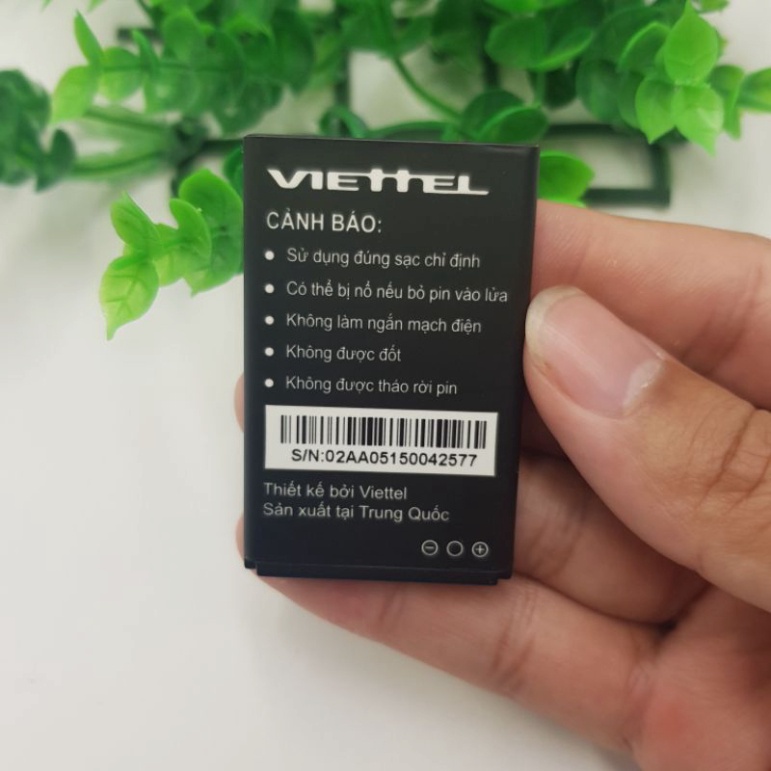 VIETTEL
CẢNH BÁO:
• Sử dụng đúng sạc chỉ định
• Có thể bị nổ nếu bỏ pin vào lửa
• Không làm ngắn mạch điện
• Không được đốt
• Không được tháo rời pin
S/N:02AA05150042577
Thiết kế bởi Viettel
Sản xuất tại Trung Quốc